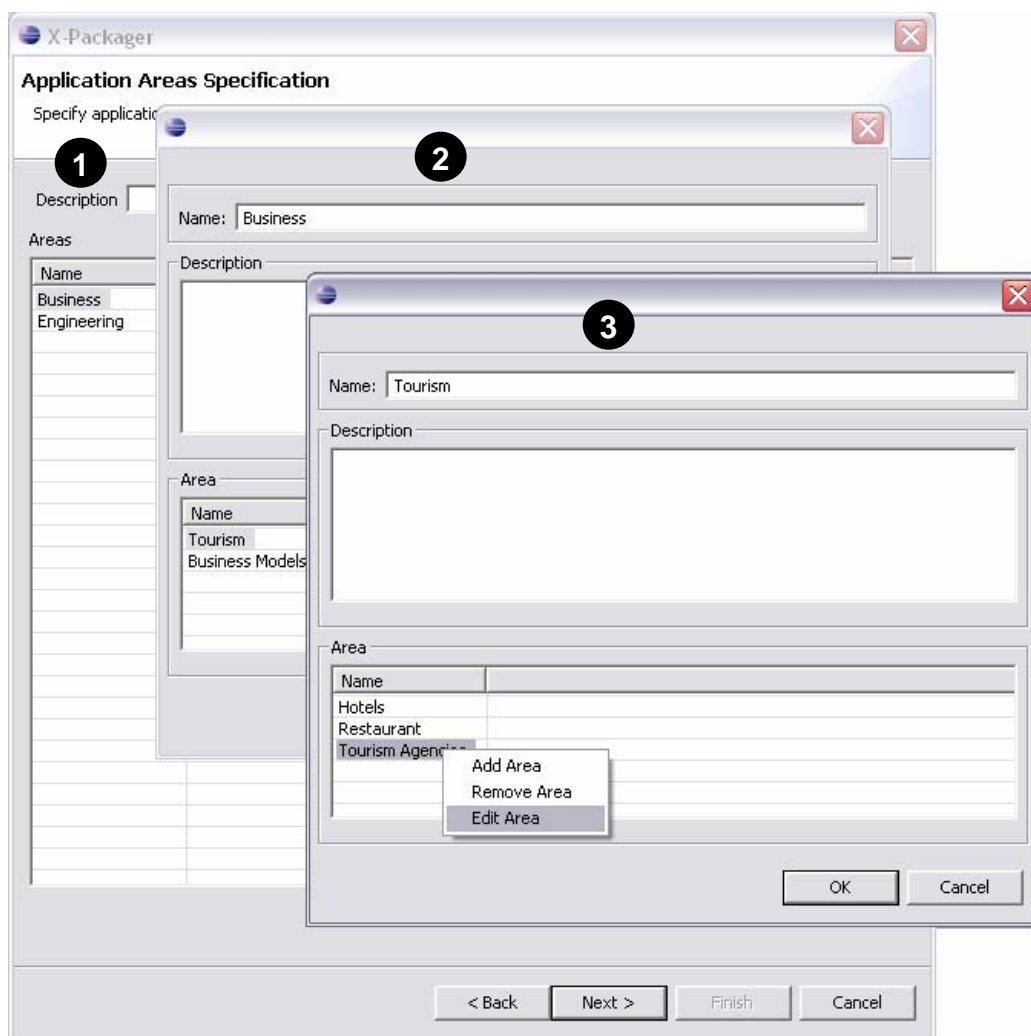 X-Packager
Application Areas Specification
Specify
1
Description
Areas
Name
Business
Engineering
2
Name: Business
Description
Area
Name
Tourism
Business Models
3
Name: Tourism
Description
Area
Name
Hotels
Restaurant
Tourism
Add Area
Remove Area
Edit Area
OK Cancel
< Back Next > Finish Cancel